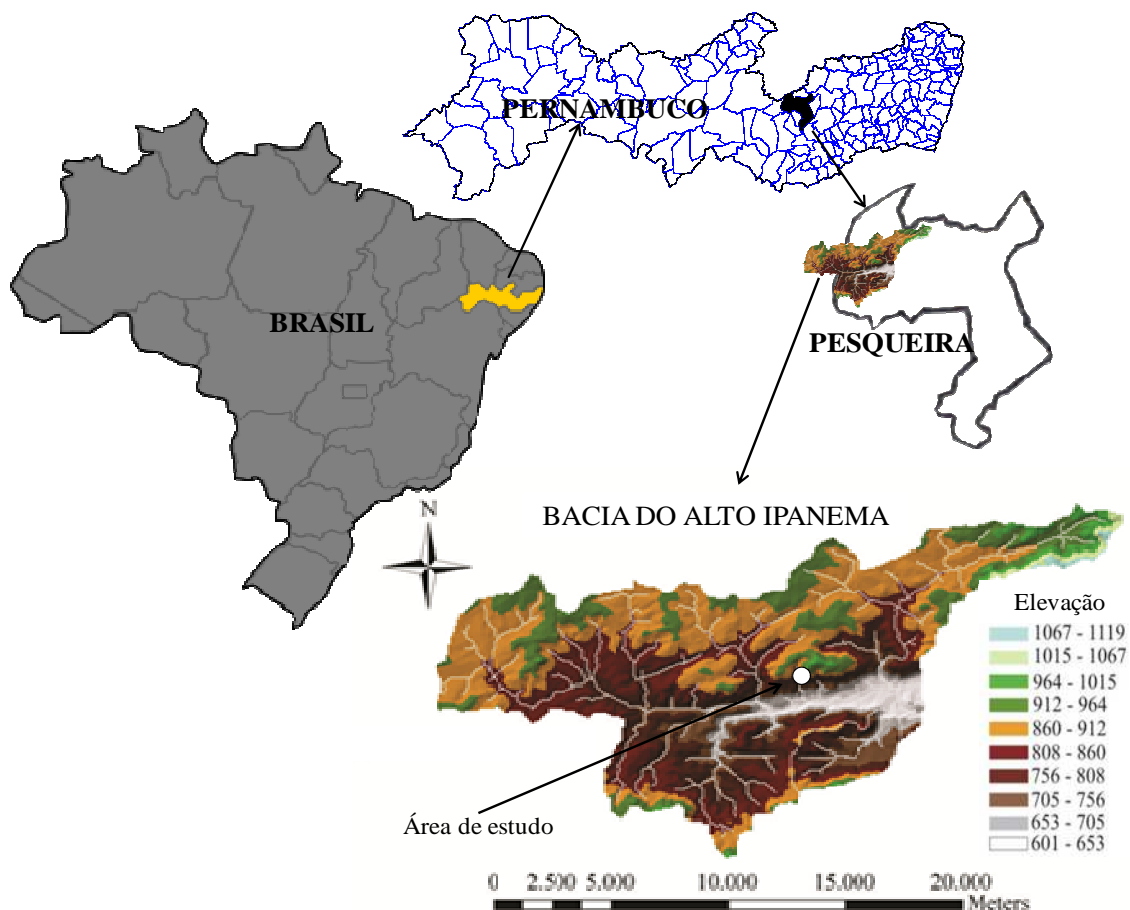 PERNAMBUCO
BRASIL
PESQUEIRA
N
BACIA DO ALTO IPANEMA
Elevação
1067 - 1119
1015 - 1067
964 - 1015
912 - 964
860 - 912
808 - 860
756 - 808
705 - 756
653 - 705
601 - 653
Área de estudo
0 2.500 5.000 10.000 15.000 20.000
Meters